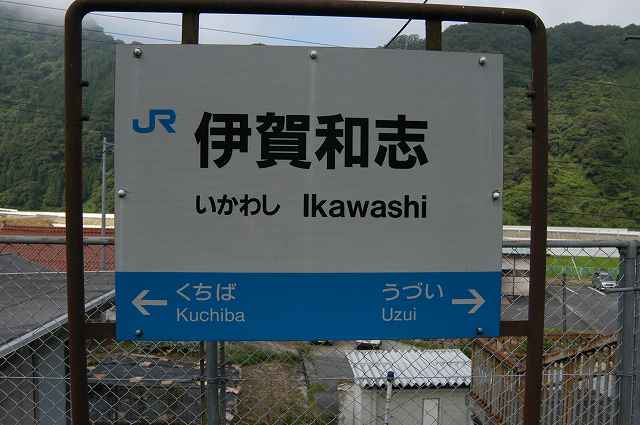 JR 伊賀和志
いかわし Ikawashi
← くちば うづい →
Kuchiba Uzui